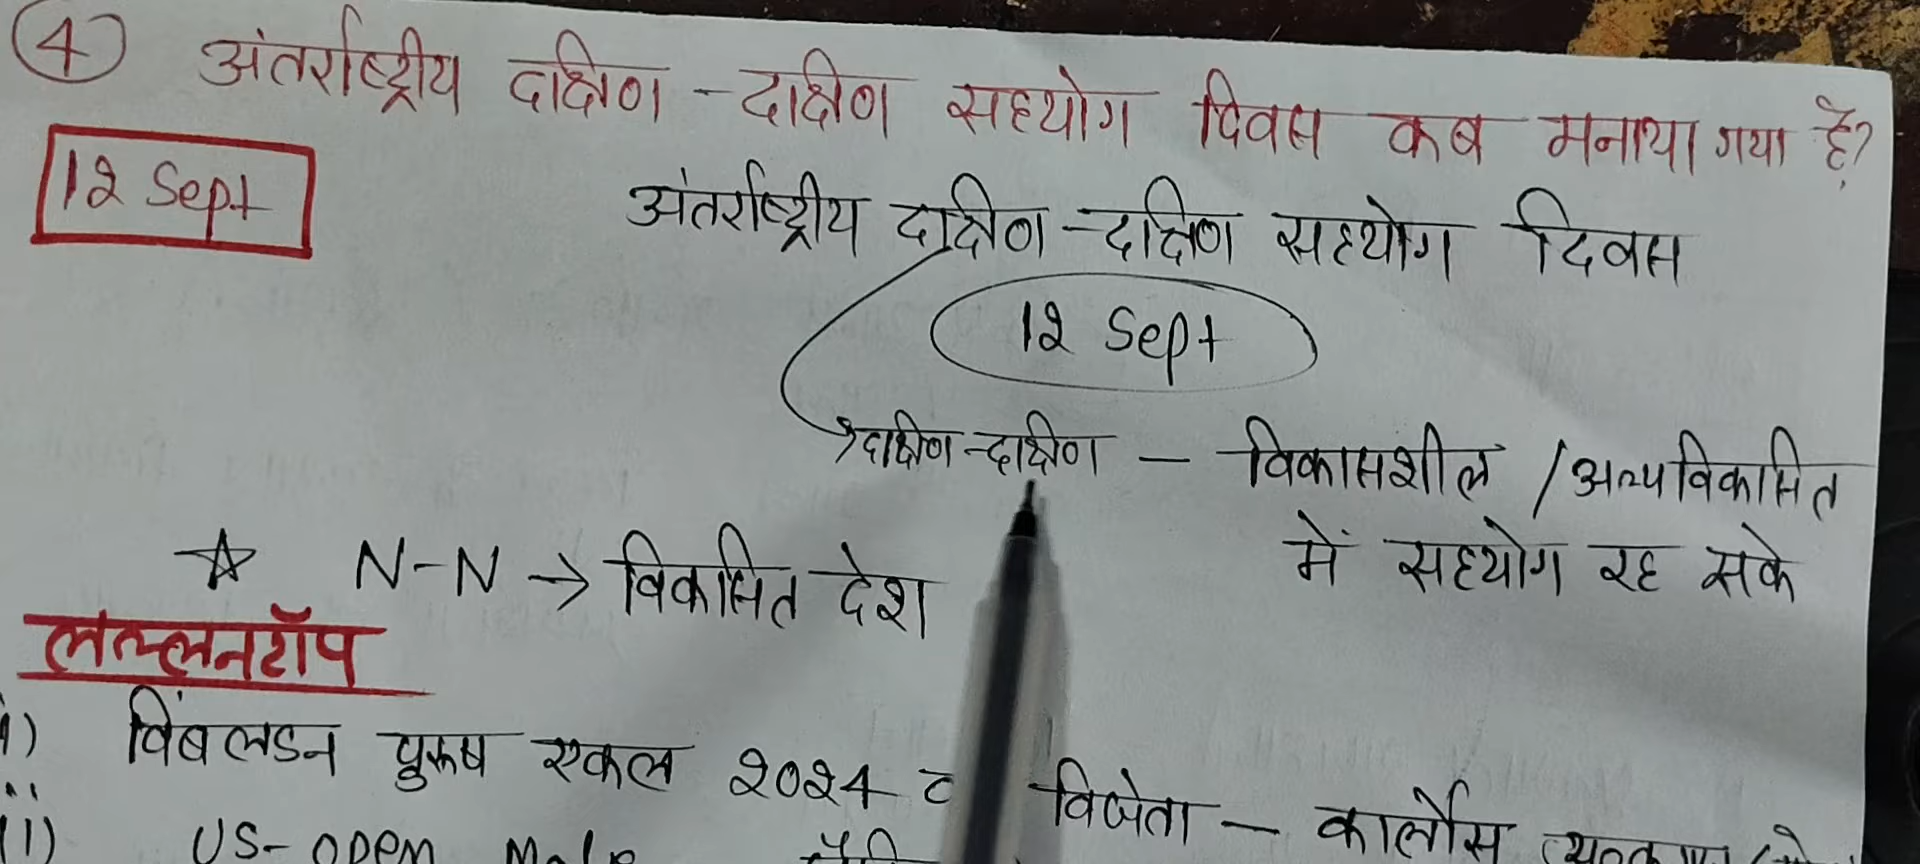 ④ अंतर्राष्ट्रीय दक्षिण - दक्षिण सहयोग दिवस कब मनाया गया है?
12 Sept
अंतर्राष्ट्रीय दक्षिण - दक्षिण सहयोग दिवस
12 Sept
→ दक्षिण - दक्षिण — विकासशील / अल्पविकसित
में सहयोग रह सके
☆ N-N → विकसित देश
लल्लनटॉप
i) विंबलडन पुरुष एकल 2024 विजेता — कार्लोस
US-open Male